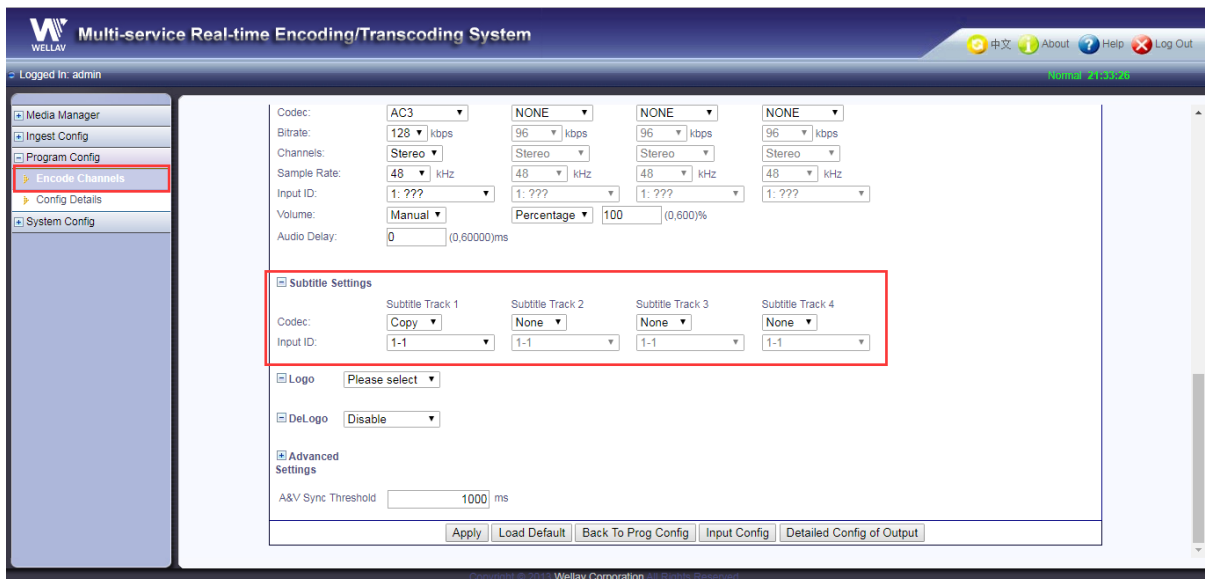 WELLAV
Multi-service Real-time Encoding/Transcoding System
中文 About Help Log Out
Logged In: admin
Normal 21:33:26
Media Manager
Ingest Config
Program Config
Encode Channels
Config Details
System Config
Codec: AC3 NONE NONE NONE
Bitrate: 128 kbps 96 kbps 96 kbps 96 kbps
Channels: Stereo Stereo Stereo Stereo
Sample Rate: 48 kHz 48 kHz 48 kHz 48 kHz
Input ID: 1: ??? 1: ??? 1: ??? 1: ???
Volume: Manual Percentage 100 (0,600)%
Audio Delay: 0 (0,60000)ms
Subtitle Settings
Subtitle Track 1 Subtitle Track 2 Subtitle Track 3 Subtitle Track 4
Codec: Copy None None None
Input ID: 1-1 1-1 1-1 1-1
Logo Please select
DeLogo Disable
Advanced
Settings
A&V Sync Threshold 1000 ms
Apply Load Default Back To Prog Config Input Config Detailed Config of Output
Copyright © 2013 Wellav Corporation All Rights Reserved